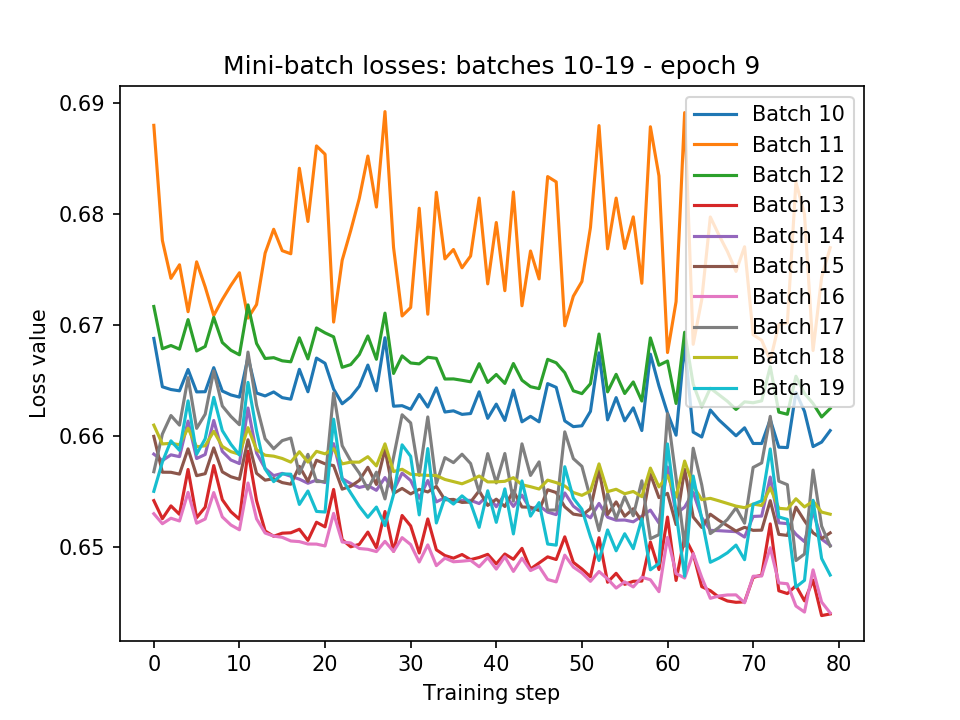 Mini-batch losses: batches 10-19 - epoch 9
0.69
0.68
0.67
0.66
0.65
Loss value
0
10
20
30
40
50
60
70
80
Training step
Batch 10
Batch 11
Batch 12
Batch 13
Batch 14
Batch 15
Batch 16
Batch 17
Batch 18
Batch 19